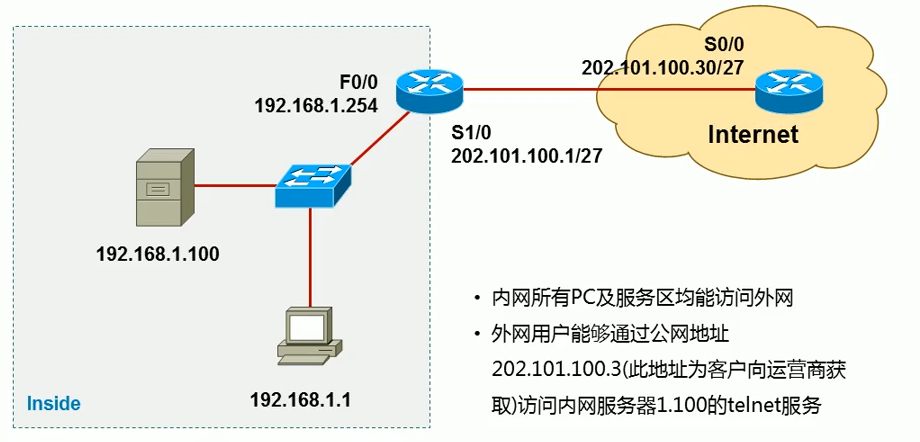 S0/0
202.101.100.30/27
F0/0
192.168.1.254
Internet
S1/0
202.101.100.1/27
192.168.1.100
• 内网所有PC及服务区均能访问外网
• 外网用户能够通过公网地址
202.101.100.3(此地址为客户向运营商获
取)访问内网服务器1.100的telnet服务
192.168.1.1
Inside